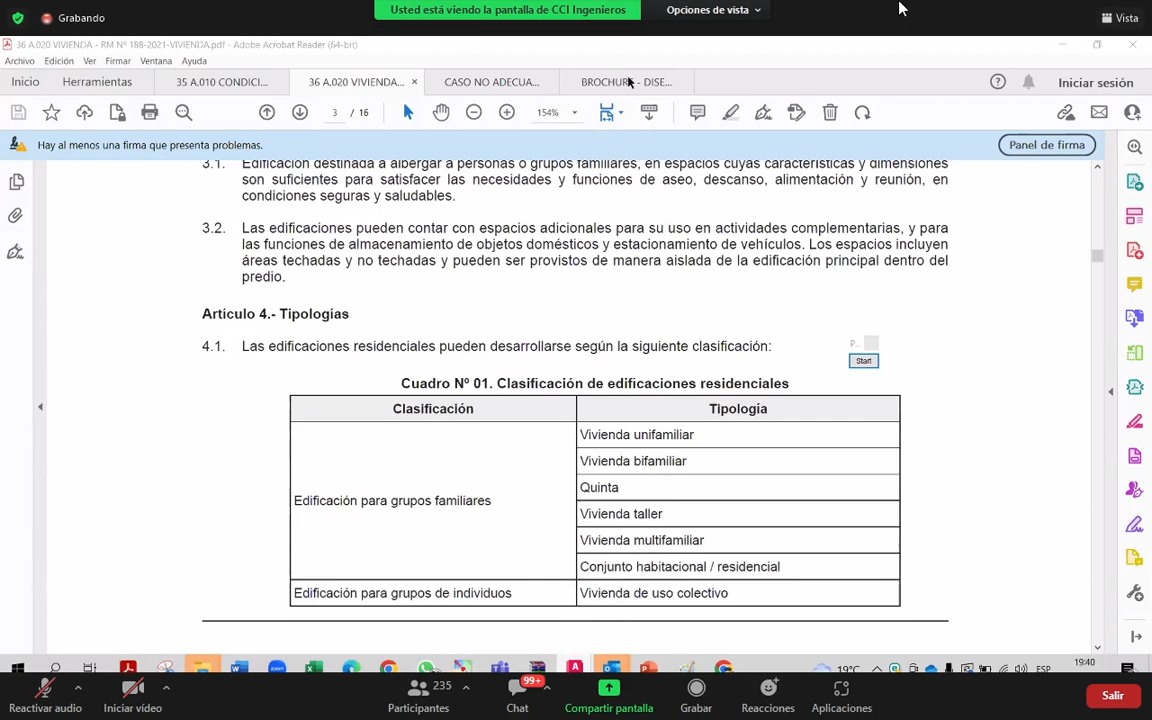 Grabando
Usted está viendo la pantalla de CCI Ingenieros
Opciones de vista
Vista
36 A.020 VIVIENDA - RM Nº 188-2021-VIVIENDA.pdf - Adobe Acrobat Reader (64-bit)
Archivo Edición Ver Firmar Ventana Ayuda
Inicio Herramientas 35 A.010 CONDICI... 36 A.020 VIVIENDA... × CASO NO ADECUA... BROCHURE - DISE... Iniciar sesión
3 / 16 154%
Hay al menos una firma que presenta problemas. Panel de firma
3.1. Edificación destinada a albergar a personas o grupos familiares, en espacios cuyas características y dimensiones
son suficientes para satisfacer las necesidades y funciones de aseo, descanso, alimentación y reunión, en
condiciones seguras y saludables.
3.2. Las edificaciones pueden contar con espacios adicionales para su uso en actividades complementarias, y para
las funciones de almacenamiento de objetos domésticos y estacionamiento de vehículos. Los espacios incluyen
áreas techadas y no techadas y pueden ser provistos de manera aislada de la edificación principal dentro del
predio.
Artículo 4.- Tipologías
4.1. Las edificaciones residenciales pueden desarrollarse según la siguiente clasificación:
P...
Start
Cuadro Nº 01. Clasificación de edificaciones residenciales
Clasificación Tipología
Vivienda unifamiliar
Vivienda bifamiliar
Quinta
Edificación para grupos familiares
Vivienda taller
Vivienda multifamiliar
Conjunto habitacional / residencial
Edificación para grupos de individuos Vivienda de uso colectivo
19°C ESP 19:40
99+
235
Reactivar audio Iniciar vídeo Participantes Chat Compartir pantalla Grabar Reacciones Aplicaciones Salir